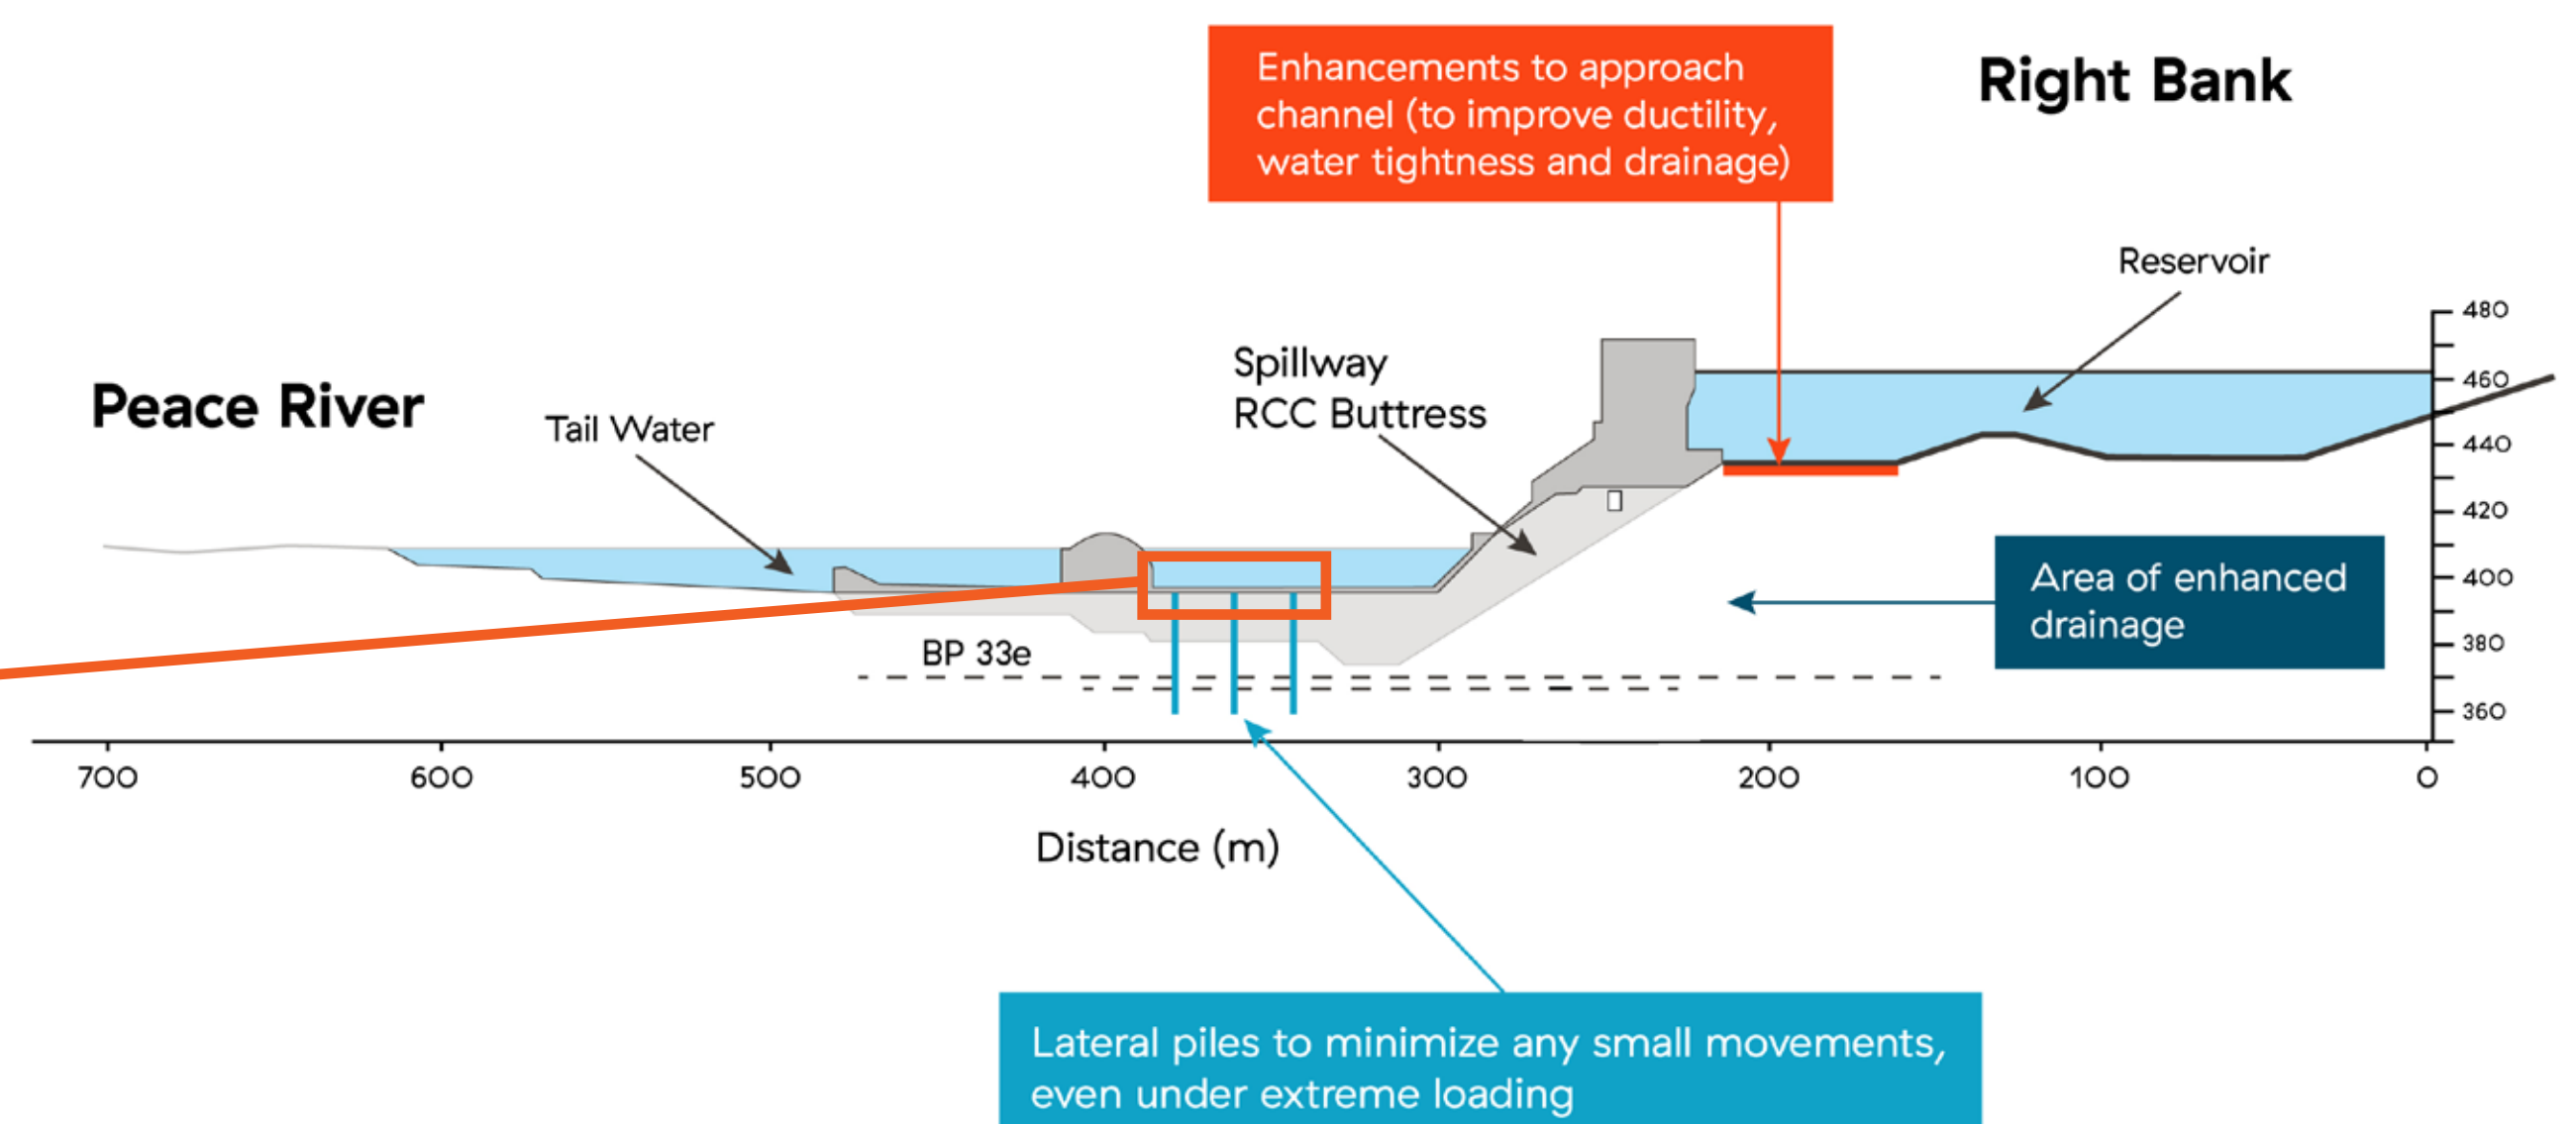 Enhancements to approach
channel (to improve ductility,
water tightness and drainage)
Right Bank
Reservoir
Spillway
RCC Buttress
Peace River
Tail Water
480
460
440
420
400
380
360
Area of enhanced
drainage
BP 33e
700 600 500 400 300 200 100 0
Distance (m)
Lateral piles to minimize any small movements,
even under extreme loading